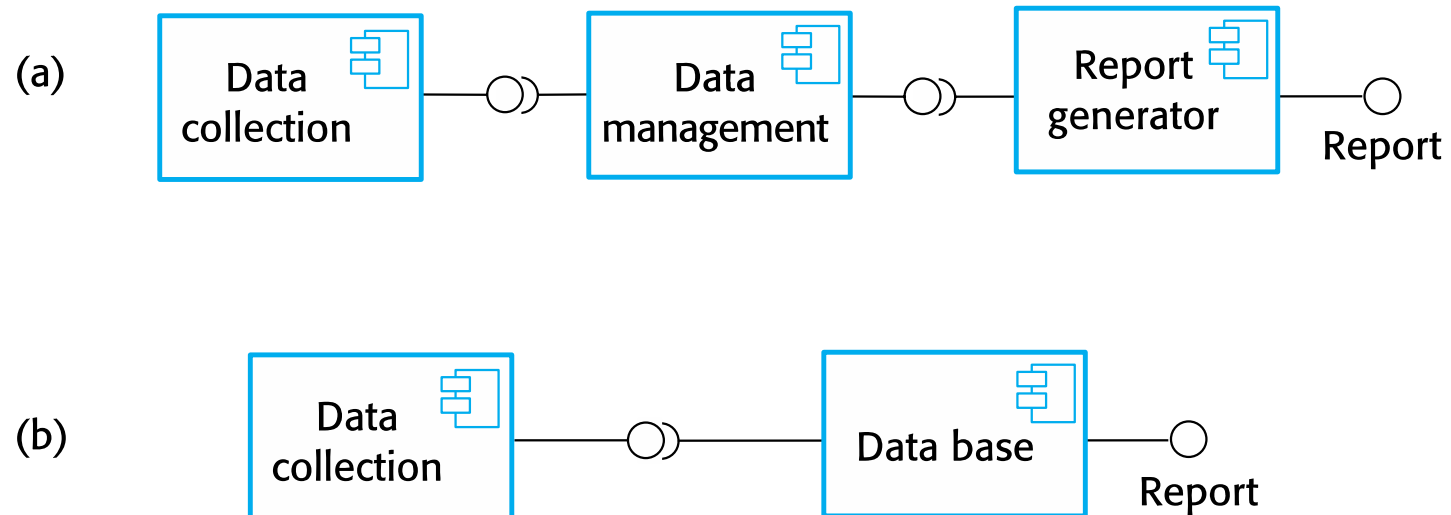 (a)
Data
collection
Data
management
Report
generator
Report
(b)
Data
collection
Data base
Report